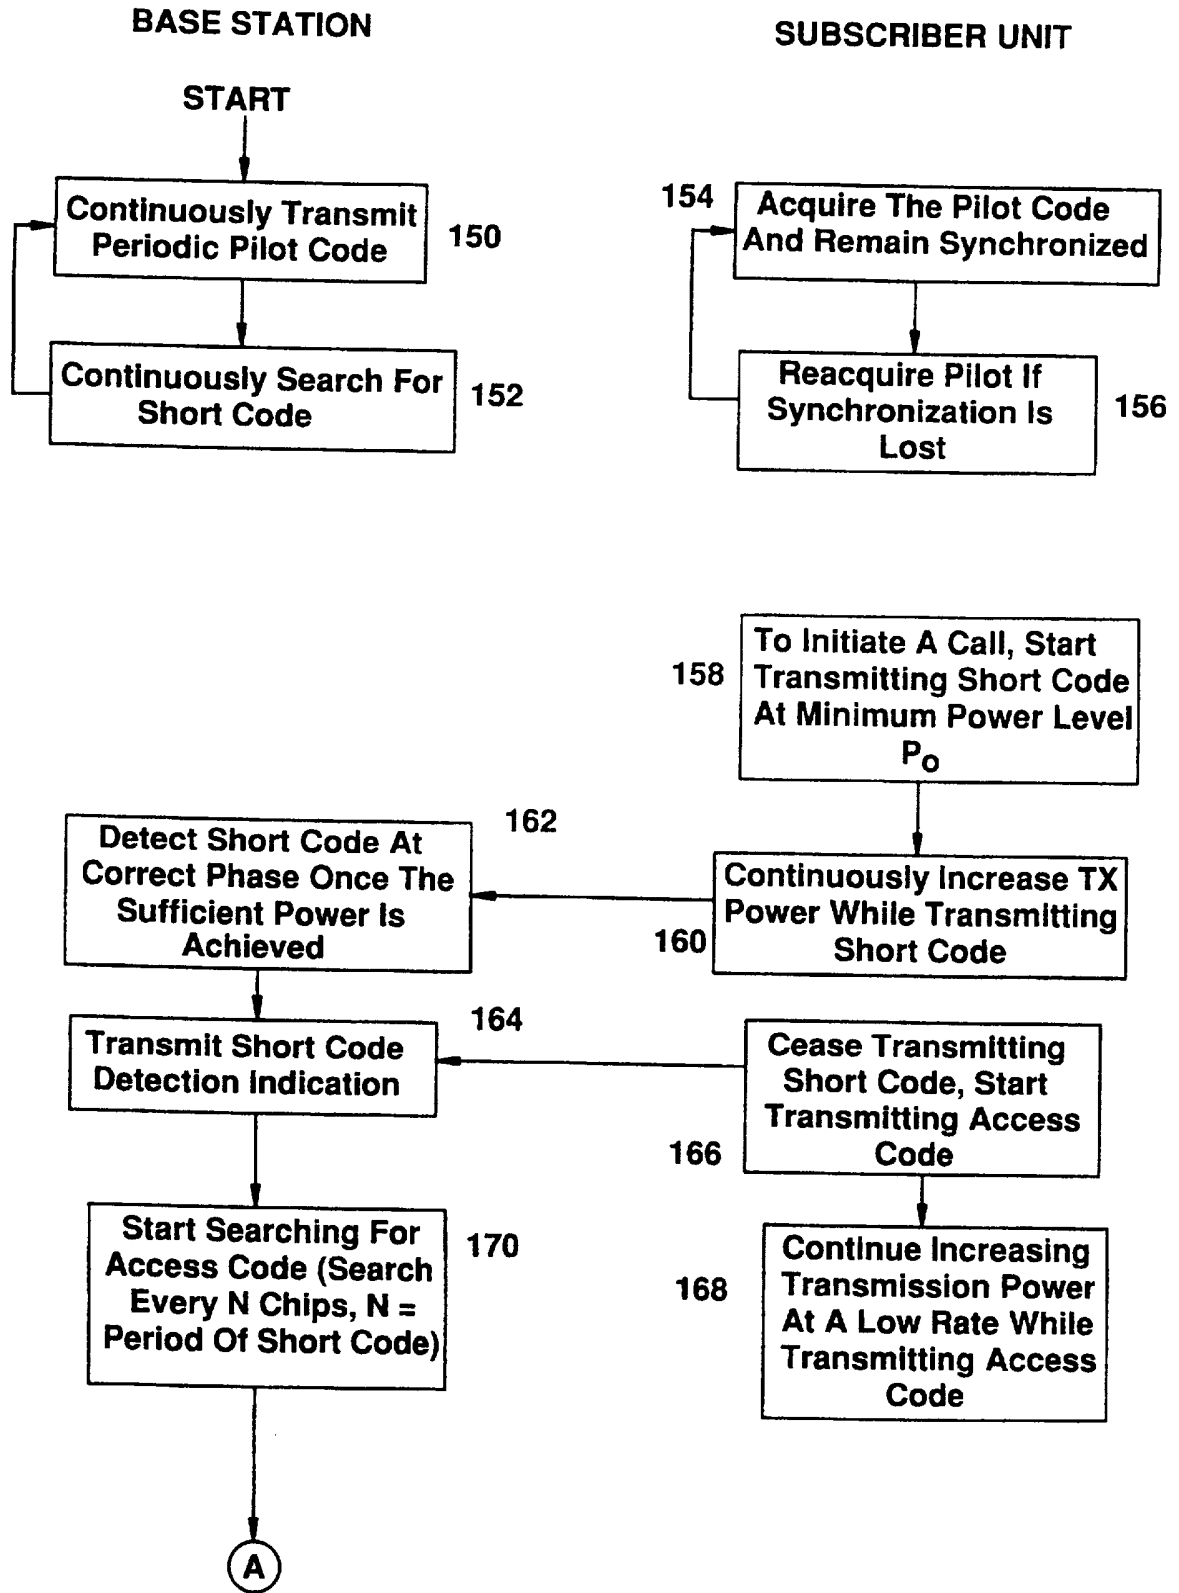 BASE STATION
SUBSCRIBER UNIT
START
Continuously Transmit
Periodic Pilot Code
150
154
Acquire The Pilot Code
And Remain Synchronized
Continuously Search For
Short Code
152
Reacquire Pilot If
Synchronization Is
Lost
156
158
To Initiate A Call, Start
Transmitting Short Code
At Minimum Power Level
Po
162
Detect Short Code At
Correct Phase Once The
Sufficient Power Is
Achieved
Continuously Increase TX
Power While Transmitting
Short Code
160
164
Transmit Short Code
Detection Indication
Cease Transmitting
Short Code, Start
Transmitting Access
Code
166
Start Searching For
Access Code (Search
Every N Chips, N =
Period Of Short Code)
170
168
Continue Increasing
Transmission Power
At A Low Rate While
Transmitting Access
Code
A